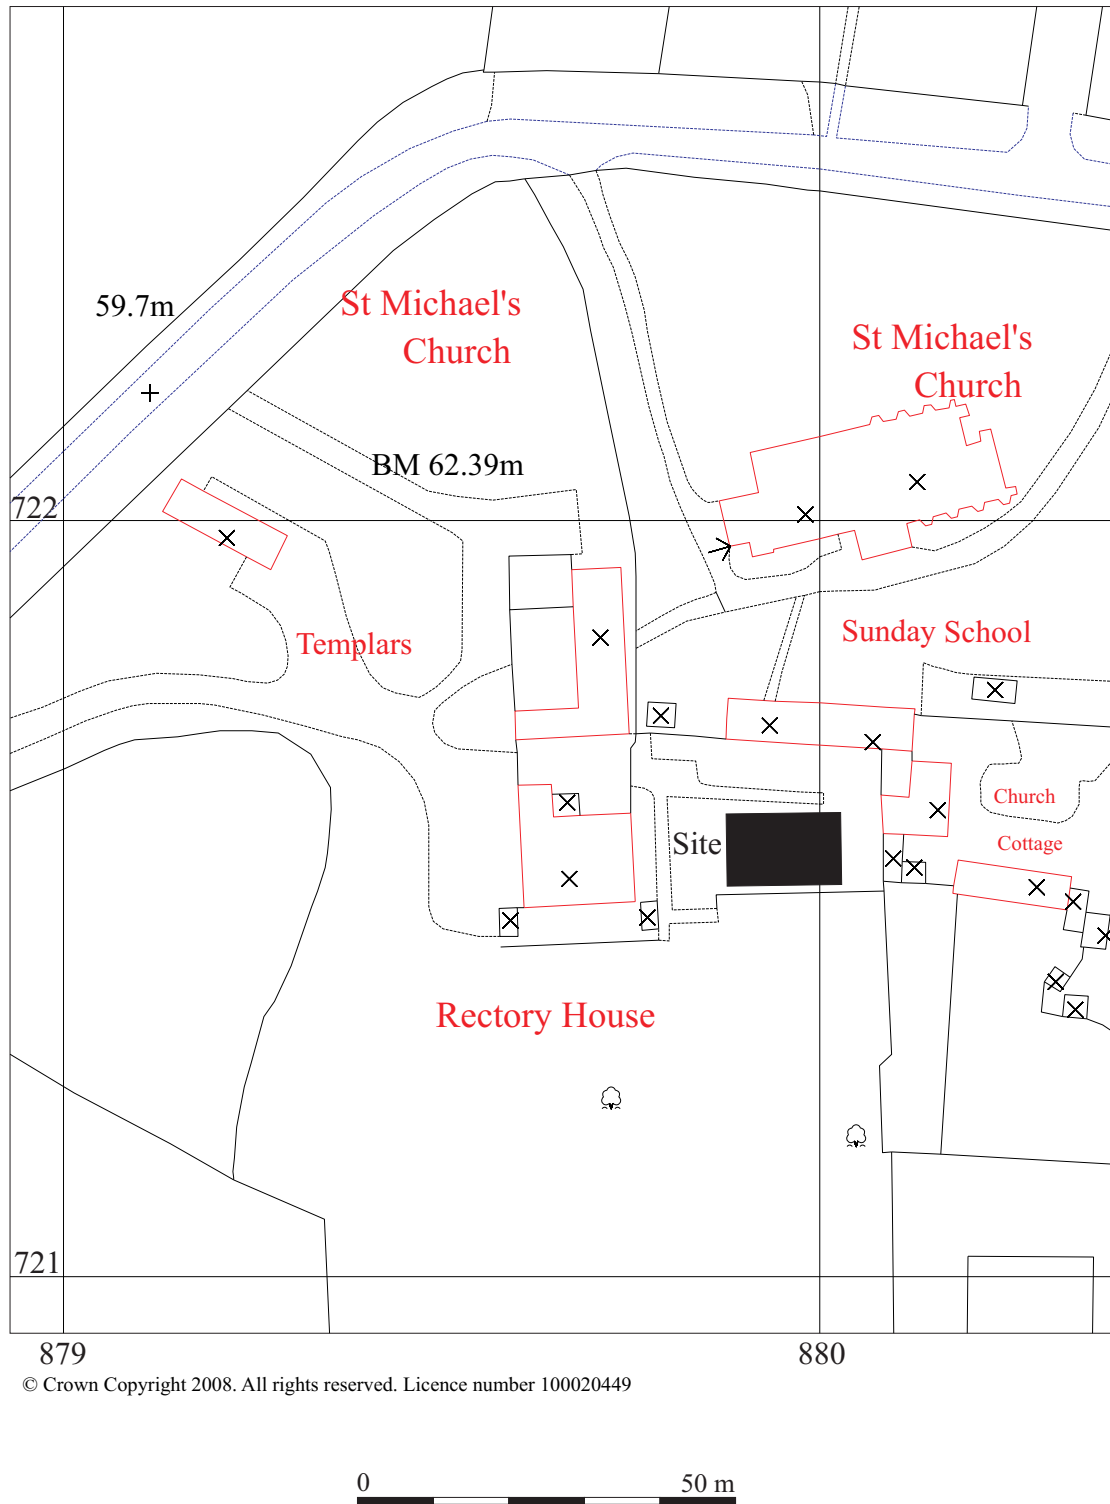 59.7m
St Michael's
Church
St Michael's
Church
BM 62.39m
722
Templars
Sunday School
Church
Site
Cottage
Rectory House
721
879
880
© Crown Copyright 2008. All rights reserved. Licence number 100020449
0
50 m